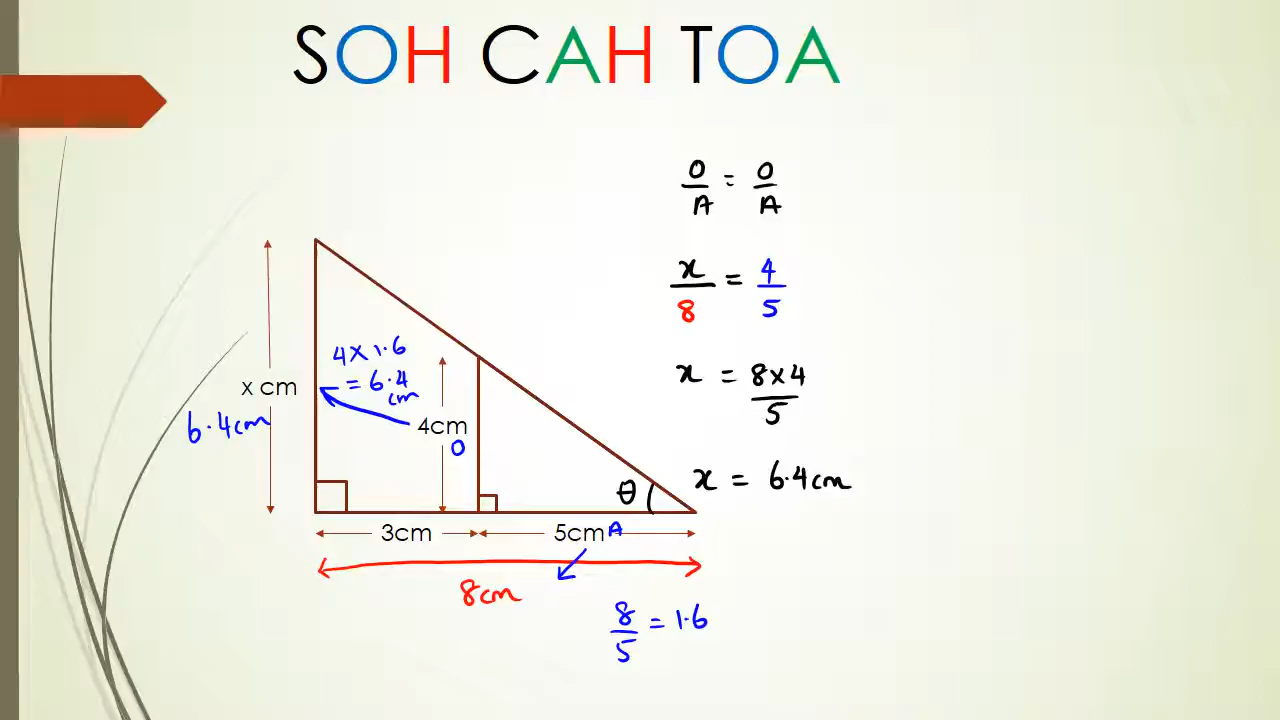 SOH CAH TOA
O/A = O/A
x/8 = 4/5
x = 8×4/5
x = 6.4cm
4×1.6
= 6.4
cm
x cm
6.4cm
4cm
O
θ
3cm
5cm A
8cm
8/5 = 1.6